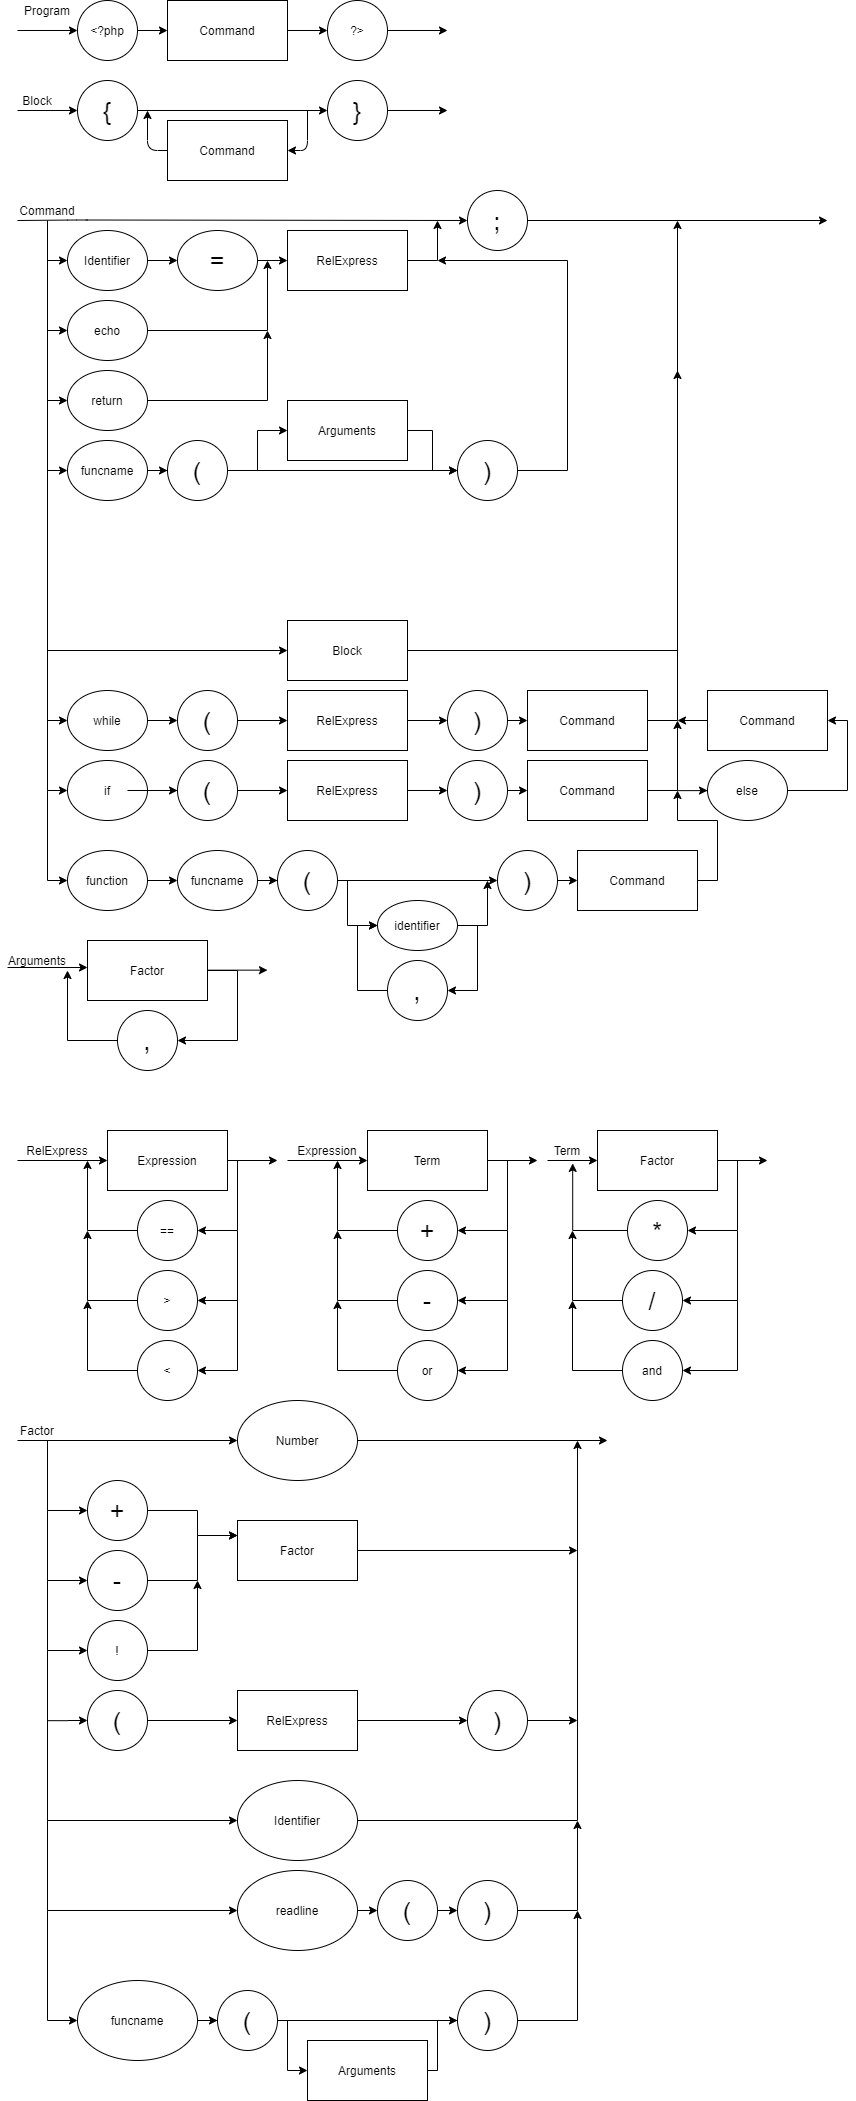 Program
<?php
Command
?>
Block
{
}
Command
Command
;
Identifier
=
RelExpress
echo
return
Arguments
funcname
(
)
Block
while
(
RelExpress
)
Command
Command
if
(
RelExpress
)
Command
else
function
funcname
(
)
Command
identifier
,
Arguments
Factor
,
RelExpress
Expression
==
>
<
Expression
Term
+
-
or
Term
Factor
*
/
and
Factor
Number
+
Factor
-
!
(
RelExpress
)
Identifier
readline
(
)
funcname
(
)
Arguments